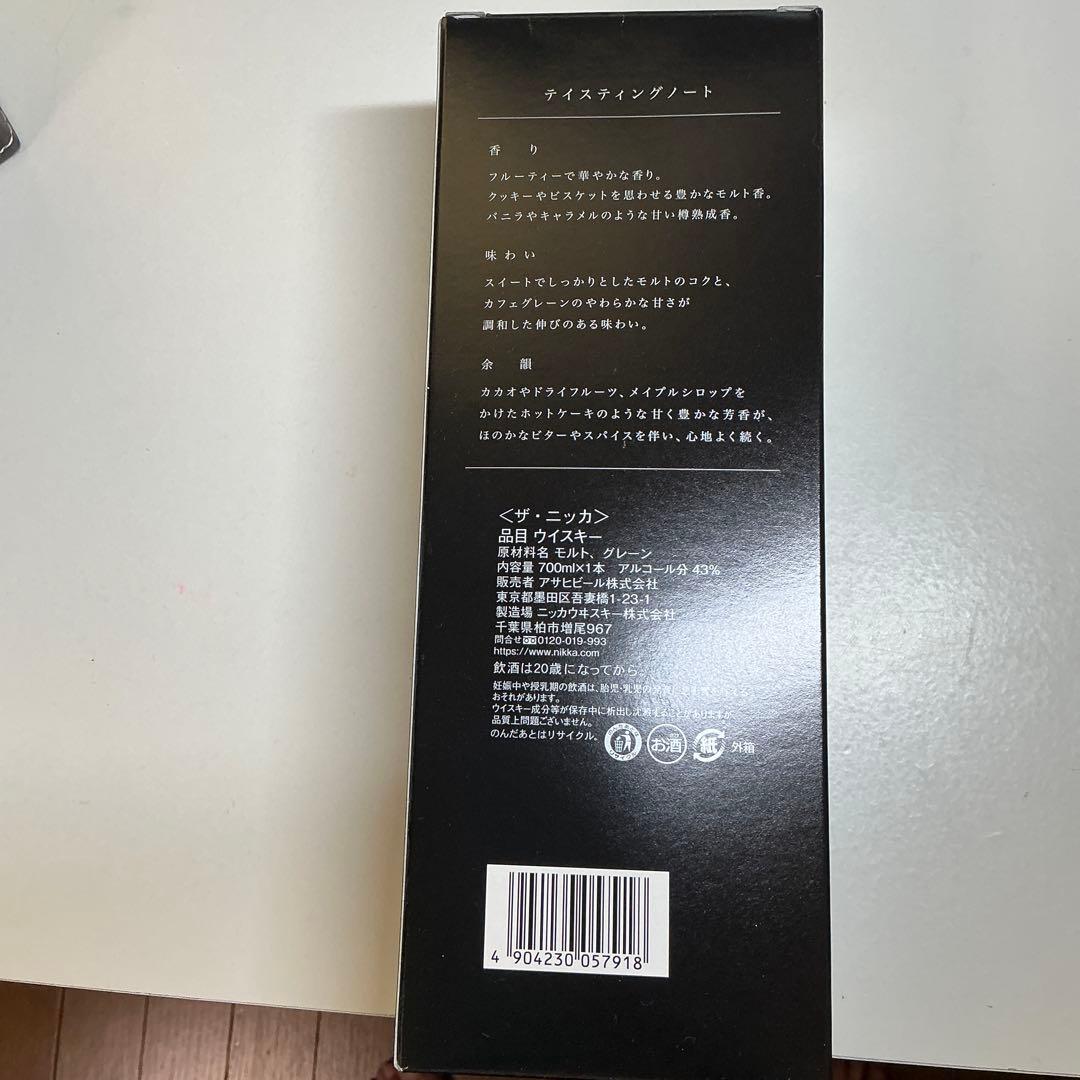 テイスティングノート
香り
フルーティーで華やかな香り。
クッキーやビスケットを思わせる豊かなモルト香。
バニラやキャラメルのような甘い樽熟成香。
味わい
スイートでしっかりとしたモルトのコクと、
カフェグレーンのやわらかな甘さが
調和した伸びのある味わい。
余韻
カカオやドライフルーツ、メイプルシロップを
かけたホットケーキのような甘く豊かな芳香が、
ほのかなビターやスパイスを伴い、心地よく続く。
＜ザ・ニッカ＞
品目 ウイスキー
原材料名 モルト、グレーン
内容量 700ml×1本 アルコール分 43%
販売者 アサヒビール株式会社
東京都墨田区吾妻橋1-23-1
製造場 ニッカウヰスキー株式会社
千葉県柏市増尾967
問合せ 0120-019-993
https://www.nikka.com
飲酒は20歳になってから。
妊娠中や授乳期の飲酒は、胎児・乳児の
おそれがあります。
ウイスキー成分等が保存中に析出し沈殿することがありますが
品質上問題ございません。
のんだあとはリサイクル。
お酒
紙 外箱
4 904230 057918